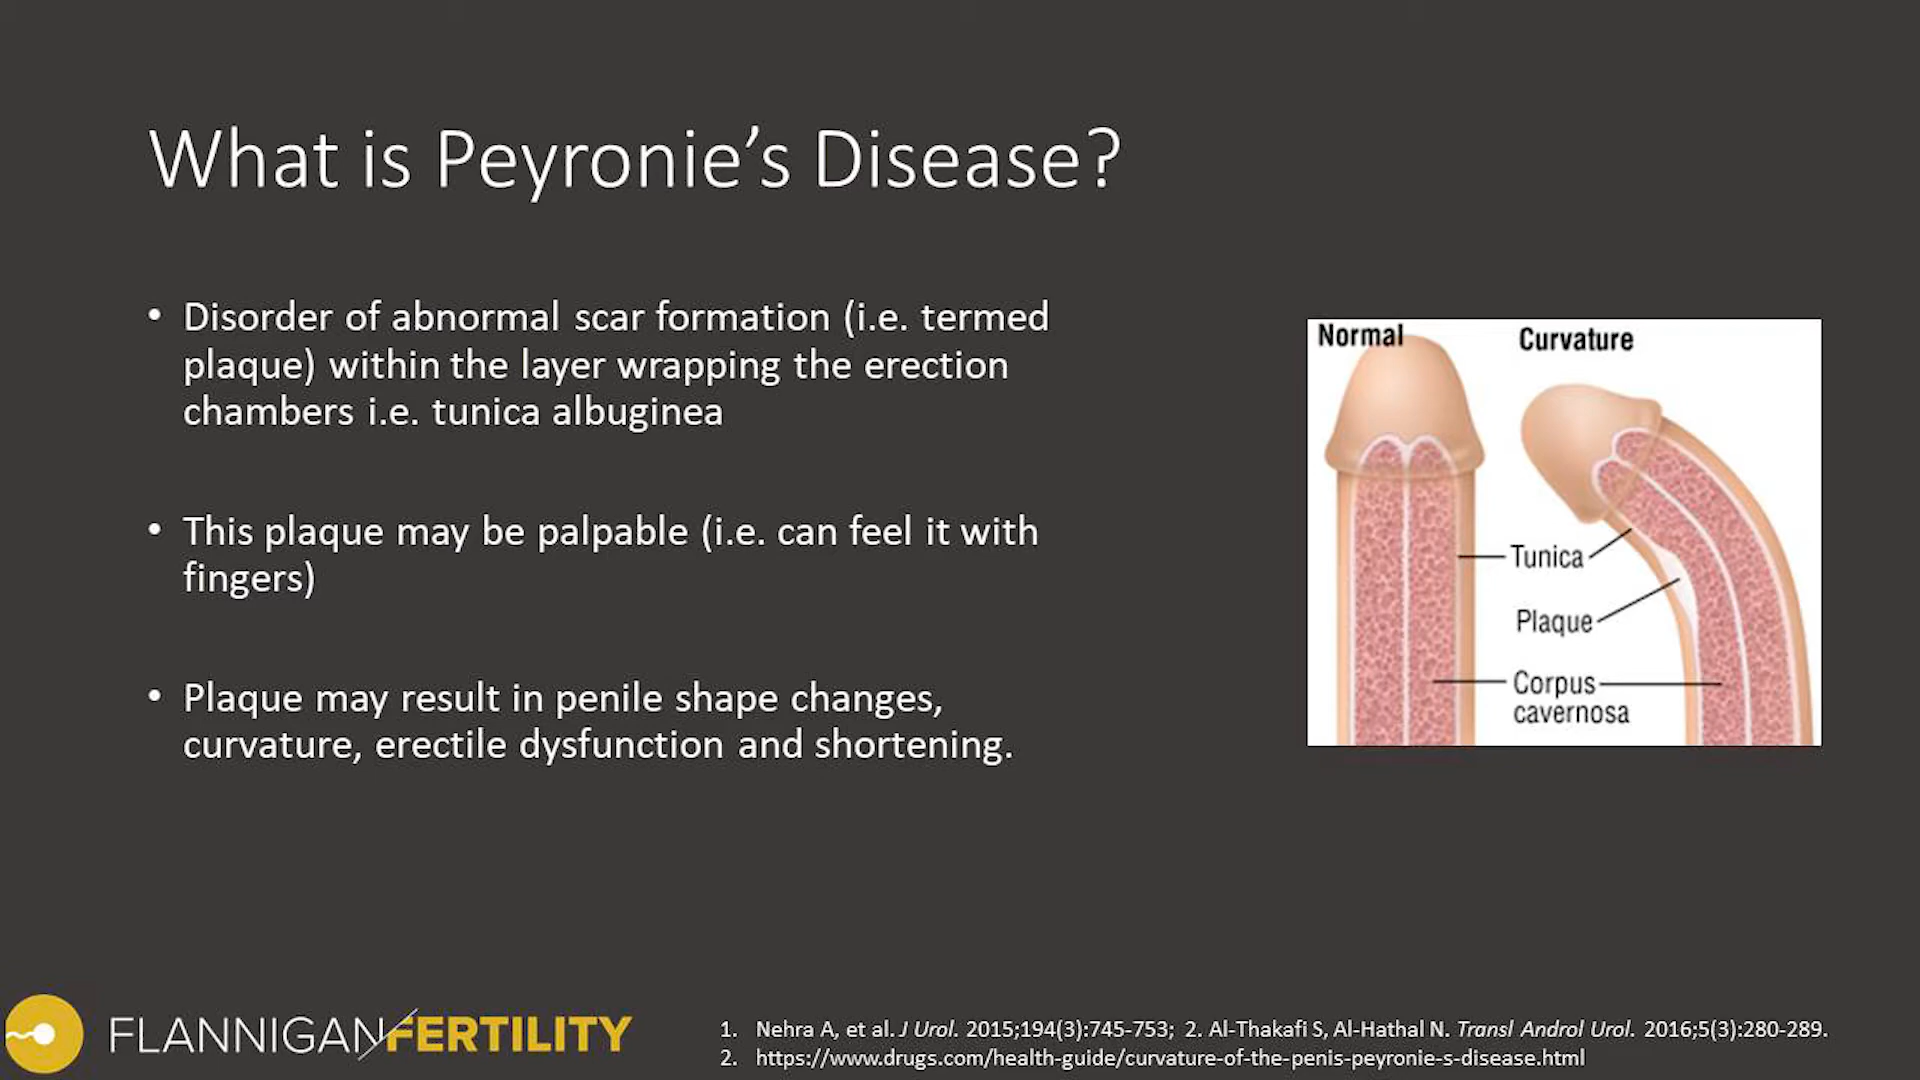 What is Peyronie’s Disease?
• Disorder of abnormal scar formation (i.e. termed
plaque) within the layer wrapping the erection
chambers i.e. tunica albuginea
• This plaque may be palpable (i.e. can feel it with
fingers)
• Plaque may result in penile shape changes,
curvature, erectile dysfunction and shortening.
Normal
Curvature
Tunica
Plaque
Corpus
cavernosa
FLANNIGAN/FERTILITY
1. Nehra A, et al. J Urol. 2015;194(3):745-753; 2. Al-Thakafi S, Al-Hathal N. Transl Androl Urol. 2016;5(3):280-289.
2. https://www.drugs.com/health-guide/curvature-of-the-penis-peyronie-s-disease.html